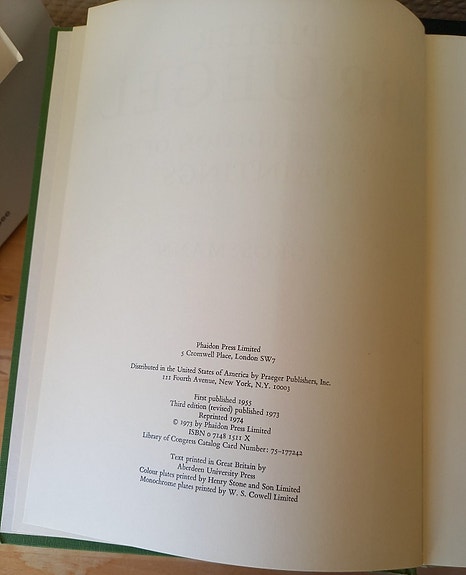 Phaidon Press Limited
5 Cromwell Place, London SW7
Distributed in the United States of America by Praeger Publishers, Inc.
111 Fourth Avenue, New York, N.Y. 10003
First published 1955
Third edition (revised) published 1973
Reprinted 1974
© 1973 by Phaidon Press Limited
ISBN 0 7148 1511 X
Library of Congress Catalog Card Number: 75-177242
Text printed in Great Britain by
Aberdeen University Press
Colour plates printed by Henry Stone and Son Limited
Monochrome plates printed by W. S. Cowell Limited